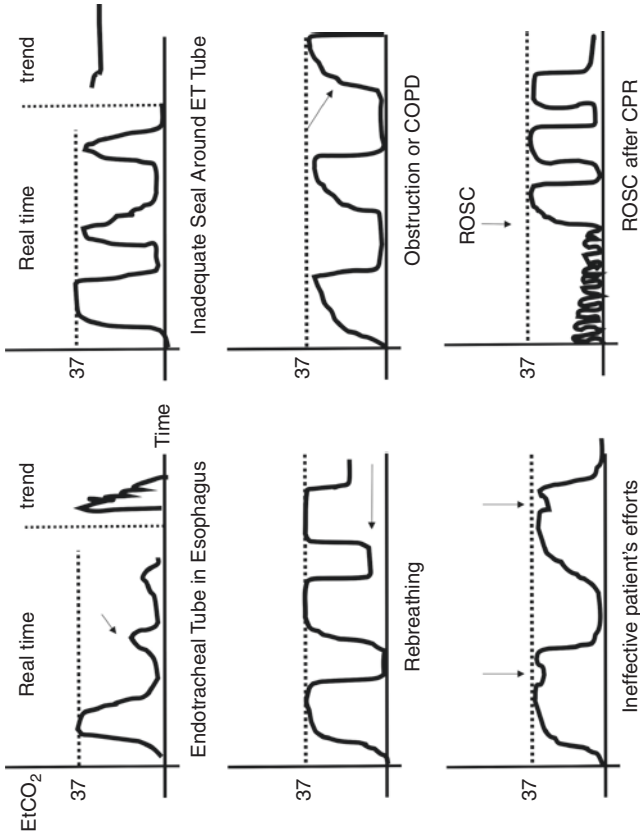 EtCO2
Real time
trend
37
Time
Endotracheal Tube in Esophagus
Real time
trend
37
Inadequate Seal Around ET Tube
37
Rebreathing
37
Obstruction or COPD
37
Ineffective patient's efforts
37
ROSC
ROSC after CPR